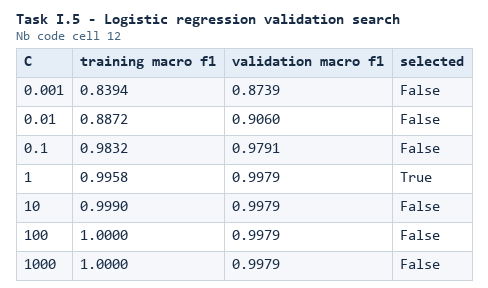 Task I.5 - Logistic regression validation search
Nb code cell 12
C training macro f1 validation macro f1 selected
0.001 0.8394 0.8739 False
0.01 0.8872 0.9060 False
0.1 0.9832 0.9791 False
1 0.9958 0.9979 True
10 0.9990 0.9979 False
100 1.0000 0.9979 False
1000 1.0000 0.9979 False